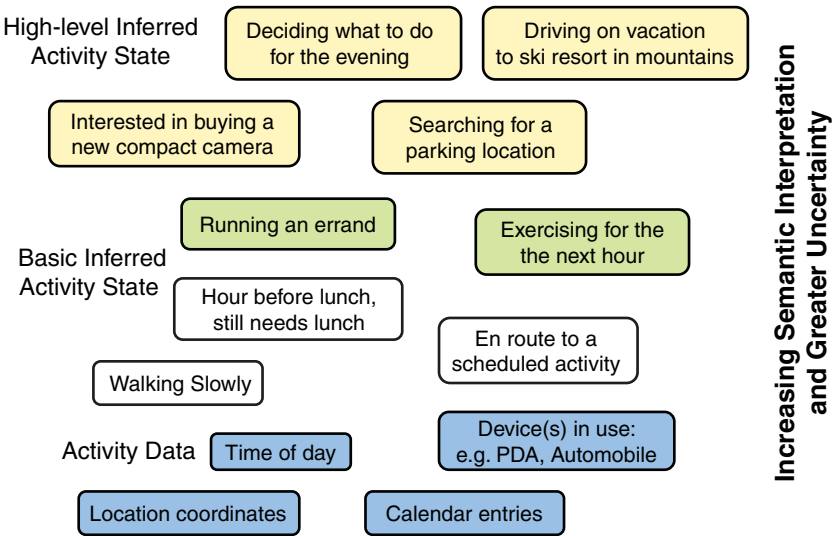 High-level Inferred
Activity State
Deciding what to do
for the evening
Driving on vacation
to ski resort in mountains
Interested in buying a
new compact camera
Searching for a
parking location
Running an errand
Exercising for the
the next hour
Basic Inferred
Activity State
Hour before lunch,
still needs lunch
En route to a
scheduled activity
Walking Slowly
Activity Data
Time of day
Device(s) in use:
e.g. PDA, Automobile
Location coordinates
Calendar entries
Increasing Semantic Interpretation
and Greater Uncertainty